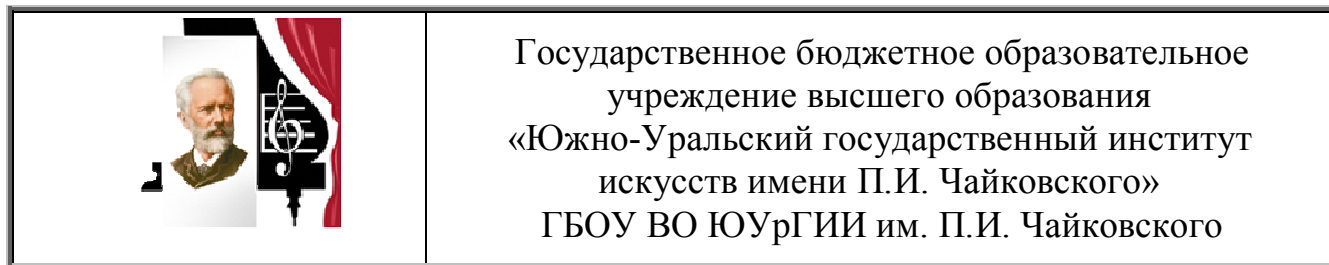 Государственное бюджетное образовательное
учреждение высшего образования
«Южно-Уральский государственный институт
искусств имени П.И. Чайковского»
ГБОУ ВО ЮУрГИИ им. П.И. Чайковского